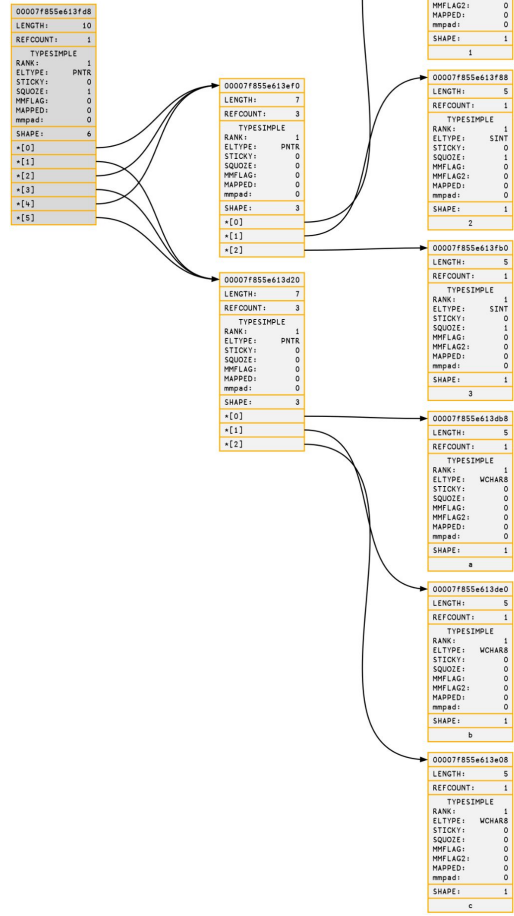 00007f855e613fd8
LENGTH: 10
REFCOUNT: 1
TYPESIMPLE
RANK: 1
ELTYPE: PNTR
STICKY: 0
SQUOZE: 1
MMFLAG: 0
MAPPED: 0
mmpad: 0
SHAPE: 6
*[0]
*[1]
*[2]
*[3]
*[4]
*[5]
00007f855e613ef0
LENGTH: 7
REFCOUNT: 3
TYPESIMPLE
RANK: 1
ELTYPE: PNTR
STICKY: 0
SQUOZE: 0
MMFLAG: 0
MAPPED: 0
mmpad: 0
SHAPE: 3
*[0]
*[1]
*[2]
00007f855e613d20
LENGTH: 7
REFCOUNT: 3
TYPESIMPLE
RANK: 1
ELTYPE: PNTR
STICKY: 0
SQUOZE: 0
MMFLAG: 0
MAPPED: 0
mmpad: 0
SHAPE: 3
*[0]
*[1]
*[2]
MMFLAG2: 0
MAPPED: 0
mmpad: 0
SHAPE: 1
1
00007f855e613f88
LENGTH: 5
REFCOUNT: 1
TYPESIMPLE
RANK: 1
ELTYPE: SINT
STICKY: 0
SQUOZE: 1
MMFLAG: 0
MMFLAG2: 0
MAPPED: 0
mmpad: 0
SHAPE: 1
2
00007f855e613fb0
LENGTH: 5
REFCOUNT: 1
TYPESIMPLE
RANK: 1
ELTYPE: SINT
STICKY: 0
SQUOZE: 1
MMFLAG: 0
MMFLAG2: 0
MAPPED: 0
mmpad: 0
SHAPE: 1
3
00007f855e613db8
LENGTH: 5
REFCOUNT: 1
TYPESIMPLE
RANK: 1
ELTYPE: WCHAR8
STICKY: 0
SQUOZE: 0
MMFLAG: 0
MMFLAG2: 0
MAPPED: 0
mmpad: 0
SHAPE: 1
a
00007f855e613de0
LENGTH: 5
REFCOUNT: 1
TYPESIMPLE
RANK: 1
ELTYPE: WCHAR8
STICKY: 0
SQUOZE: 0
MMFLAG: 0
MMFLAG2: 0
MAPPED: 0
mmpad: 0
SHAPE: 1
b
00007f855e613e08
LENGTH: 5
REFCOUNT: 1
TYPESIMPLE
RANK: 1
ELTYPE: WCHAR8
STICKY: 0
SQUOZE: 0
MMFLAG: 0
MMFLAG2: 0
MAPPED: 0
mmpad: 0
SHAPE: 1
c